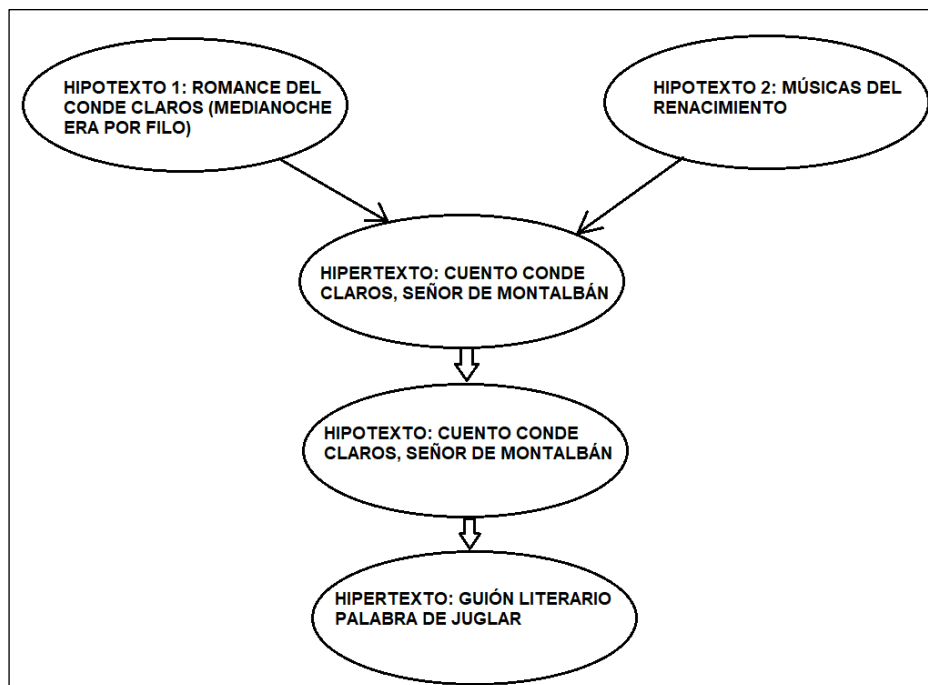 HIPOTEXTO 1: ROMANCE DEL
CONDE CLAROS (MEDIANOCHE
ERA POR FILO)
HIPOTEXTO 2: MÚSICAS DEL
RENACIMIENTO
HIPERTEXTO: CUENTO CONDE
CLAROS, SEÑOR DE MONTALBÁN
HIPOTEXTO: CUENTO CONDE
CLAROS, SEÑOR DE MONTALBÁN
HIPERTEXTO: GUIÓN LITERARIO
PALABRA DE JUGLAR